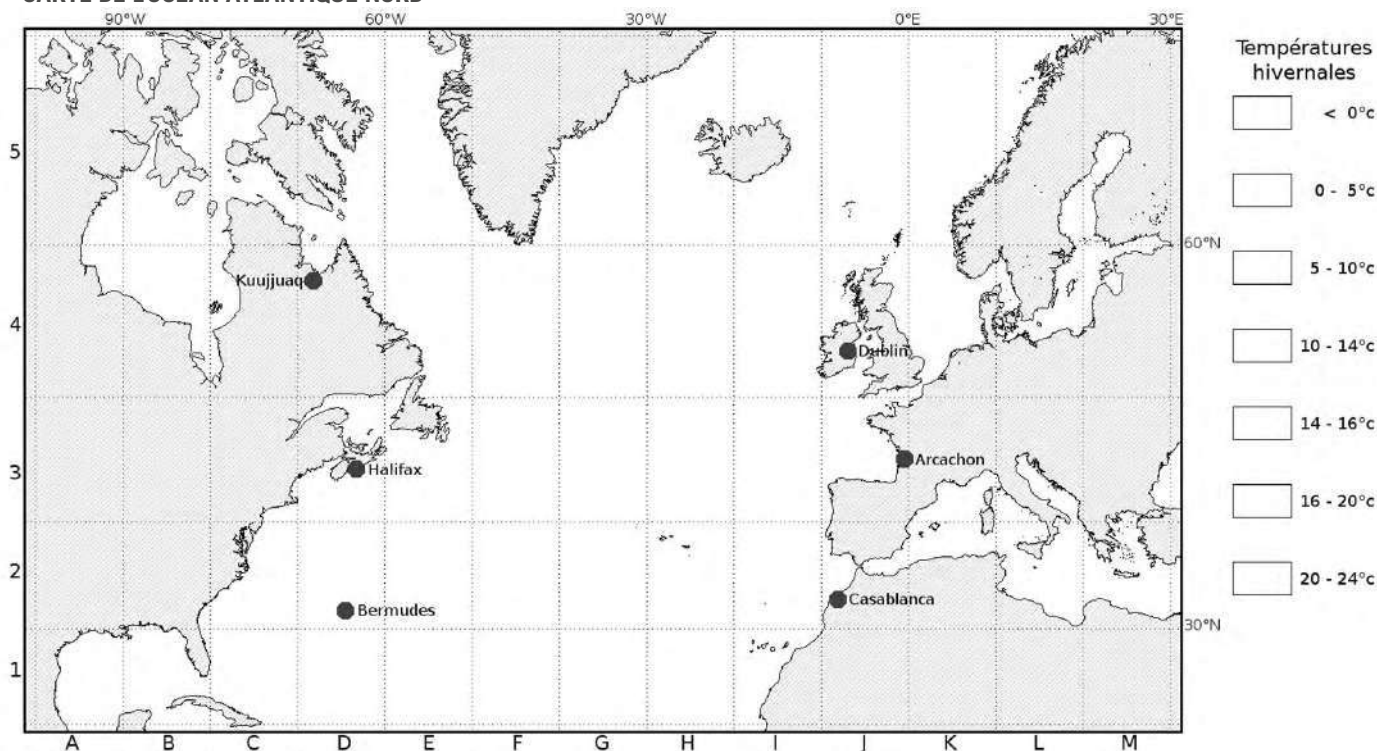 CARTE DE L'OCÉAN ATLANTIQUE NORD
90°W 60°W 30°W 0°E 30°E
Températures
hivernales
< 0°c
0 - 5°c
5 - 10°c
10 - 14°c
14 - 16°c
16 - 20°c
20 - 24°c
5
60°N
Kuujjuaq
4
Dublin
3
Halifax
Arcachon
2
Bermudes
Casablanca
30°N
1
A B C D E F G H I J K L M